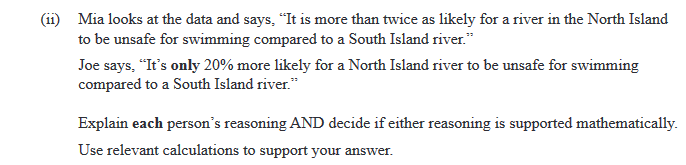 (ii) Mia looks at the data and says, “It is more than twice as likely for a river in the North Island
to be unsafe for swimming compared to a South Island river.”
Joe says, “It’s only 20% more likely for a North Island river to be unsafe for swimming
compared to a South Island river.”
Explain each person’s reasoning AND decide if either reasoning is supported mathematically.
Use relevant calculations to support your answer.